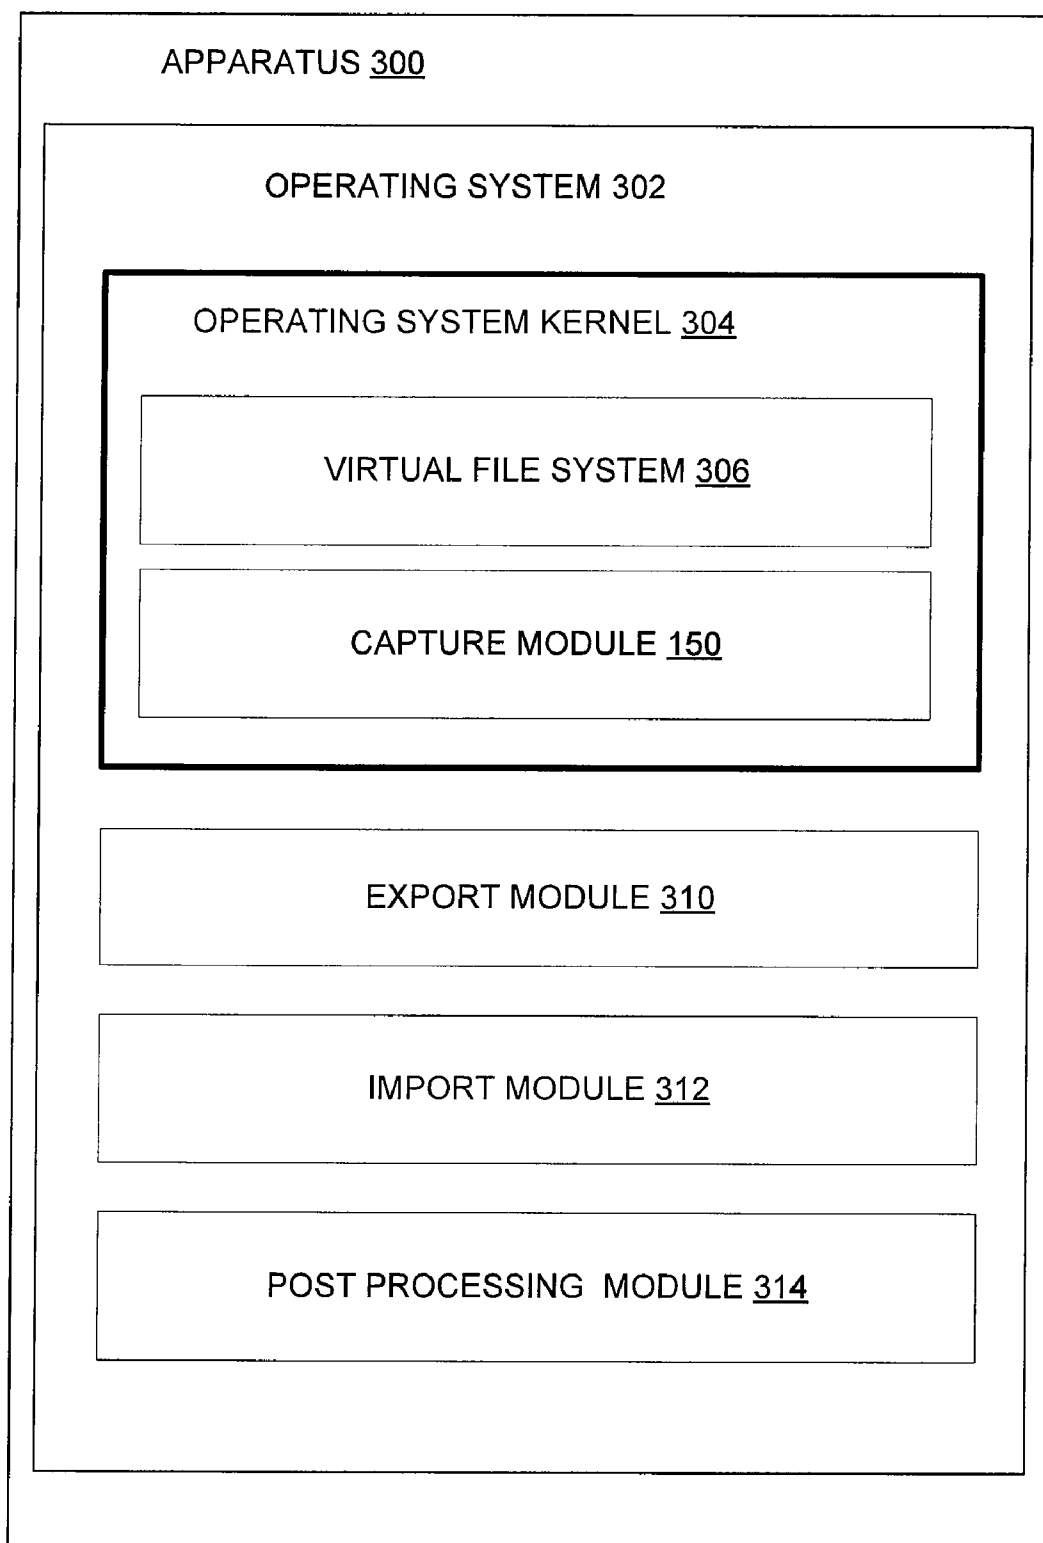 APPARATUS 300
OPERATING SYSTEM 302
OPERATING SYSTEM KERNEL 304
VIRTUAL FILE SYSTEM 306
CAPTURE MODULE 150
EXPORT MODULE 310
IMPORT MODULE 312
POST PROCESSING MODULE 314